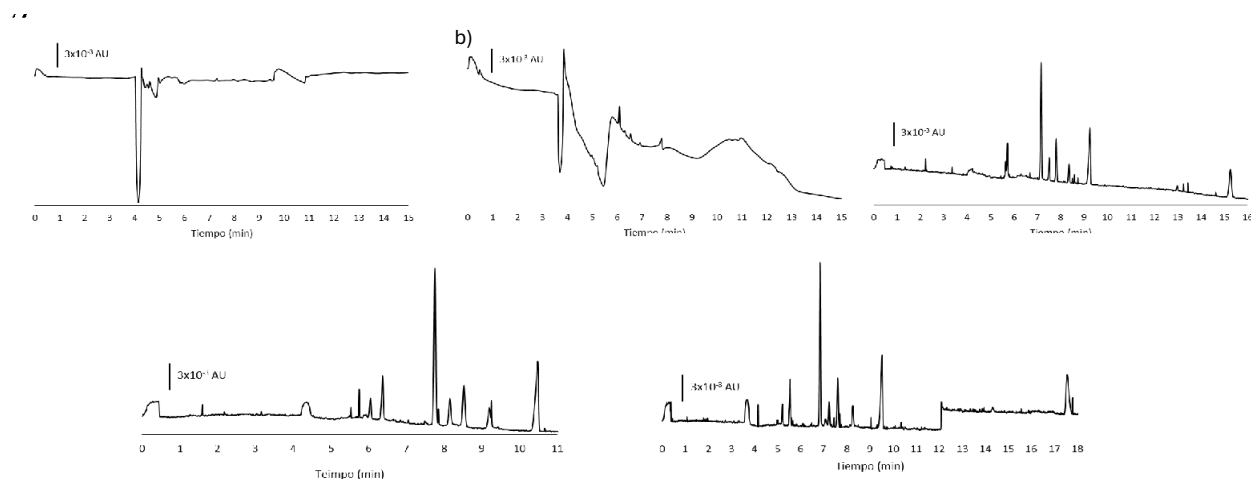 b)
3x10⁻³ AU
0 1 2 3 4 5 6 7 8 9 10 11 12 13 14 15
Tiempo (min)
3x10⁻³ AU
0 1 2 3 4 5 6 7 8 9 10 11 12 13 14 15
Tiempo (min)
3x10⁻³ AU
0 1 2 3 4 5 6 7 8 9 10 11 12 13 14 15 16
Tiempo (min)
3x10⁻³ AU
0 1 2 3 4 5 6 7 8 9 10 11
Teimpo (min)
3x10⁻³ AU
0 1 2 3 4 5 6 7 8 9 10 11 12 13 14 15 16 17 18
Tiempo (min)